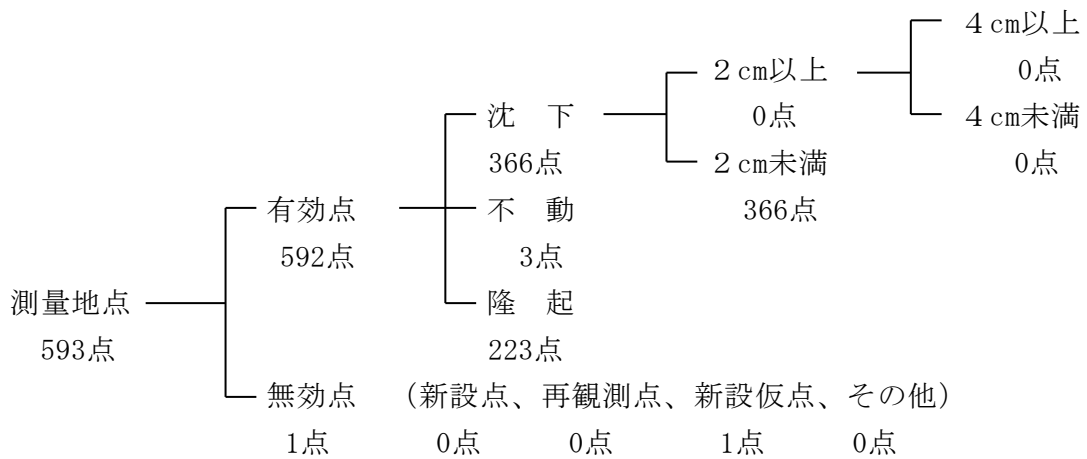 ４cm以上
0点
２cm以上
0点
４cm未満
0点
沈　下
366点
２cm未満
366点
有効点
592点
不　動
3点
隆　起
223点
測量地点
593点
無効点　（新設点、再観測点、新設仮点、その他）
1点　0点　0点　1点　0点